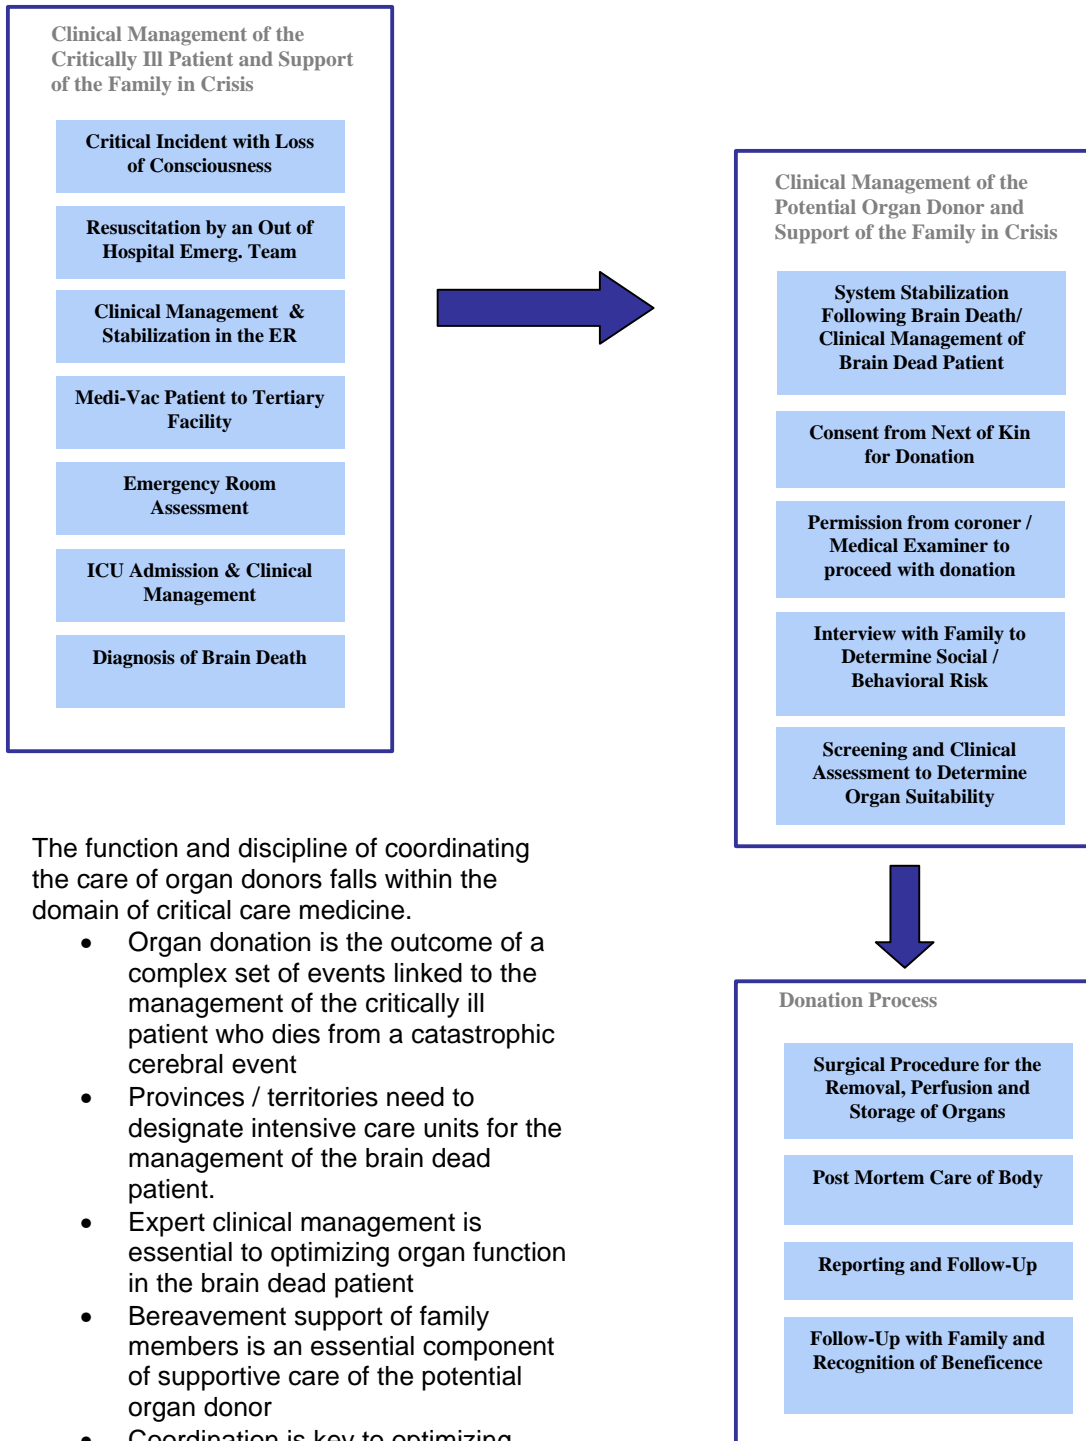 Clinical Management of the
Critically Ill Patient and Support
of the Family in Crisis
Critical Incident with Loss
of Consciousness
Resuscitation by an Out of
Hospital Emerg. Team
Clinical Management &
Stabilization in the ER
Medi-Vac Patient to Tertiary
Facility
Emergency Room
Assessment
ICU Admission & Clinical
Management
Diagnosis of Brain Death
Clinical Management of the
Potential Organ Donor and
Support of the Family in Crisis
System Stabilization
Following Brain Death/
Clinical Management of
Brain Dead Patient
Consent from Next of Kin
for Donation
Permission from coroner /
Medical Examiner to
proceed with donation
Interview with Family to
Determine Social /
Behavioral Risk
Screening and Clinical
Assessment to Determine
Organ Suitability
The function and discipline of coordinating
the care of organ donors falls within the
domain of critical care medicine.
• Organ donation is the outcome of a
complex set of events linked to the
management of the critically ill
patient who dies from a catastrophic
cerebral event
• Provinces / territories need to
designate intensive care units for the
management of the brain dead
patient.
• Expert clinical management is
essential to optimizing organ function
in the brain dead patient
• Bereavement support of family
members is an essential component
of supportive care of the potential
organ donor
• Coordination is key to optimizing
Donation Process
Surgical Procedure for the
Removal, Perfusion and
Storage of Organs
Post Mortem Care of Body
Reporting and Follow-Up
Follow-Up with Family and
Recognition of Beneficence